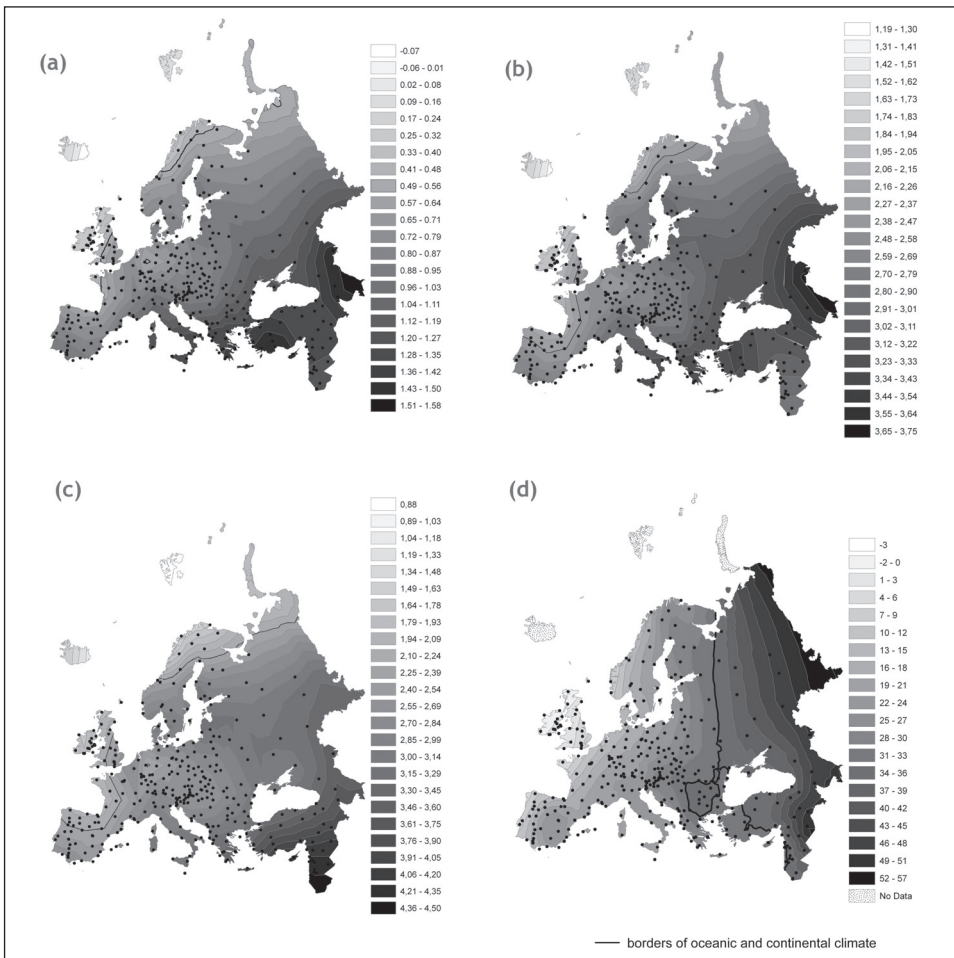 (a)
-0.07
-0.06 - 0.01
0.02 - 0.08
0.09 - 0.16
0.17 - 0.24
0.25 - 0.32
0.33 - 0.40
0.41 - 0.48
0.49 - 0.56
0.57 - 0.64
0.65 - 0.71
0.72 - 0.79
0.80 - 0.87
0.88 - 0.95
0.96 - 1.03
1.04 - 1.11
1.12 - 1.19
1.20 - 1.27
1.28 - 1.35
1.36 - 1.42
1.43 - 1.50
1.51 - 1.58
(b)
1,19 - 1,30
1,31 - 1,41
1,42 - 1,51
1,52 - 1,62
1,63 - 1,73
1,74 - 1,83
1,84 - 1,94
1,95 - 2,05
2,06 - 2,15
2,16 - 2,26
2,27 - 2,37
2,38 - 2,47
2,48 - 2,58
2,59 - 2,69
2,70 - 2,79
2,80 - 2,90
2,91 - 3,01
3,02 - 3,11
3,12 - 3,22
3,23 - 3,33
3,34 - 3,43
3,44 - 3,54
3,55 - 3,64
3,65 - 3,75
(c)
0,88
0,89 - 1,03
1,04 - 1,18
1,19 - 1,33
1,34 - 1,48
1,49 - 1,63
1,64 - 1,78
1,79 - 1,93
1,94 - 2,09
2,10 - 2,24
2,25 - 2,39
2,40 - 2,54
2,55 - 2,69
2,70 - 2,84
2,85 - 2,99
3,00 - 3,14
3,15 - 3,29
3,30 - 3,45
3,46 - 3,60
3,61 - 3,75
3,76 - 3,90
3,91 - 4,05
4,06 - 4,20
4,21 - 4,35
4,36 - 4,50
(d)
-3
-2 - 0
1 - 3
4 - 6
7 - 9
10 - 12
13 - 15
16 - 18
19 - 21
22 - 24
25 - 27
28 - 30
31 - 33
34 - 36
37 - 39
40 - 42
43 - 45
46 - 48
49 - 51
52 - 57
No Data
borders of oceanic and continental climate